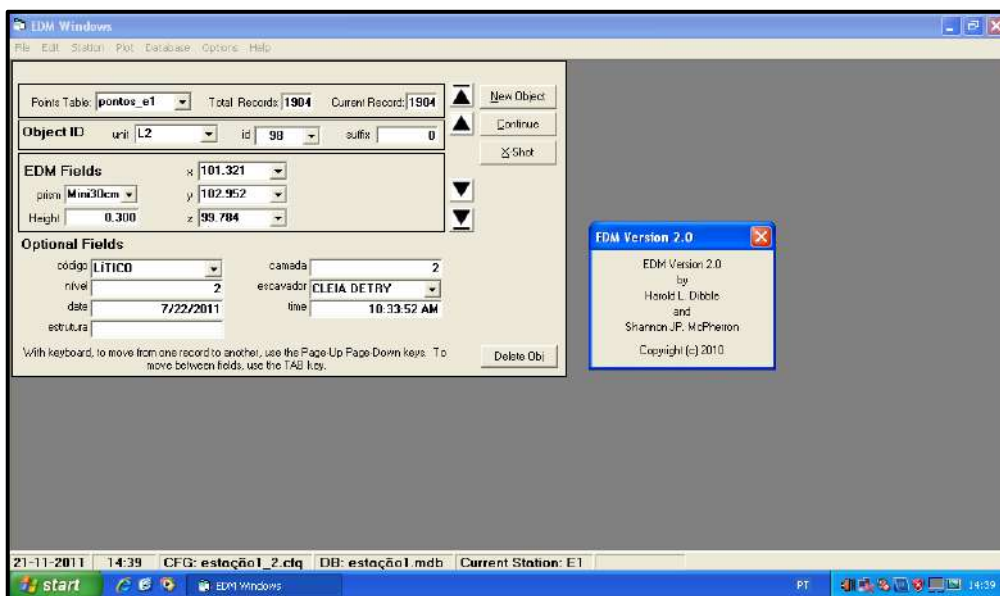 EDM Windows
File Edit Station Plot Database Options Help
Points Table: pontos_e1 Total Records: 1904 Current Record: 1904
New Object
Object ID unit L2 id 98 suffix 0
Continue
X-Shot
EDM Fields x 101.321
prism Mini30cm y 102.952
Height 0.300 z 99.784
Optional Fields
código LÍTICO camada 2
nível 2 escavador CLEIA DETRY
date 7/22/2011 time 10:33:52 AM
estrutura
With keyboard, to move from one record to another, use the Page-Up Page-Down keys. To
move between fields, use the TAB key.
Delete Obj
EDM Version 2.0
EDM Version 2.0
by
Harold L. Dibble
and
Shannon JP. McPherron
Copyright (c) 2010
21-11-2011 14:39 CFG: estação1_2.cfg DB: estação1.mdb Current Station: E1
start EDM Windows PT 14:39